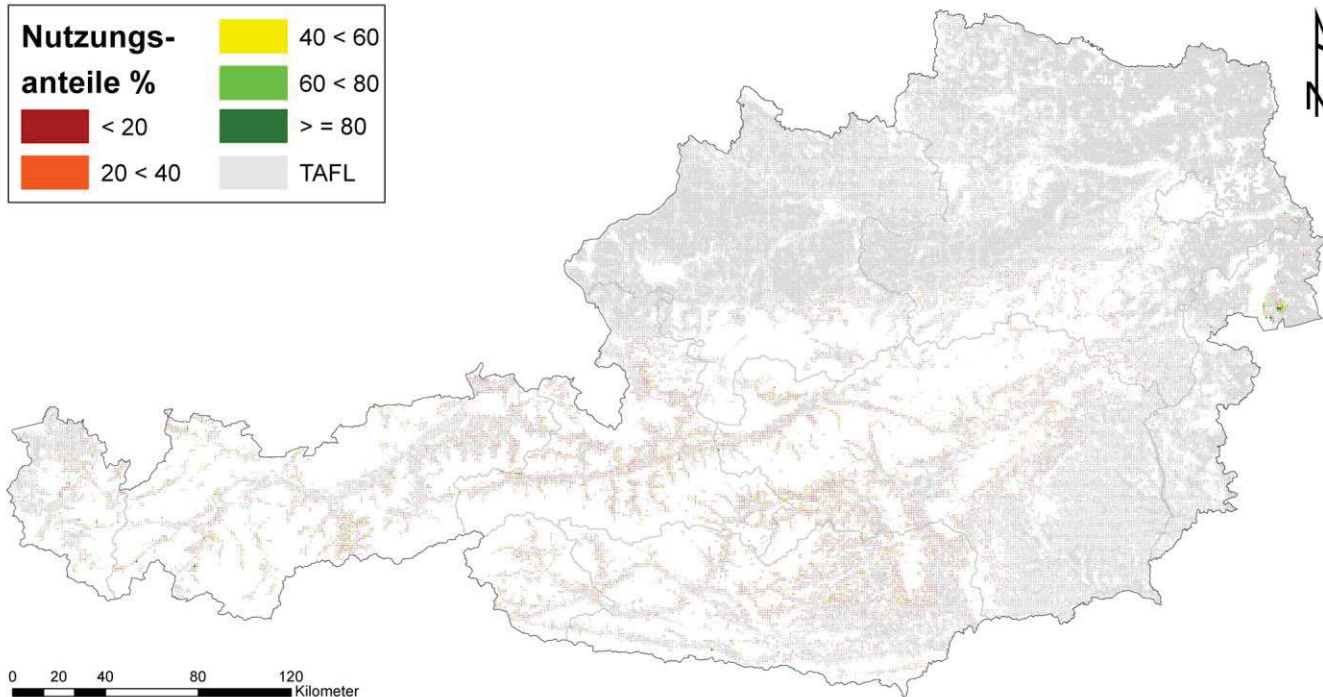 Nutzungs-
anteile %
< 20
20 < 40
40 < 60
60 < 80
> = 80
TAFL
N
0 20 40 80 120
Kilometer